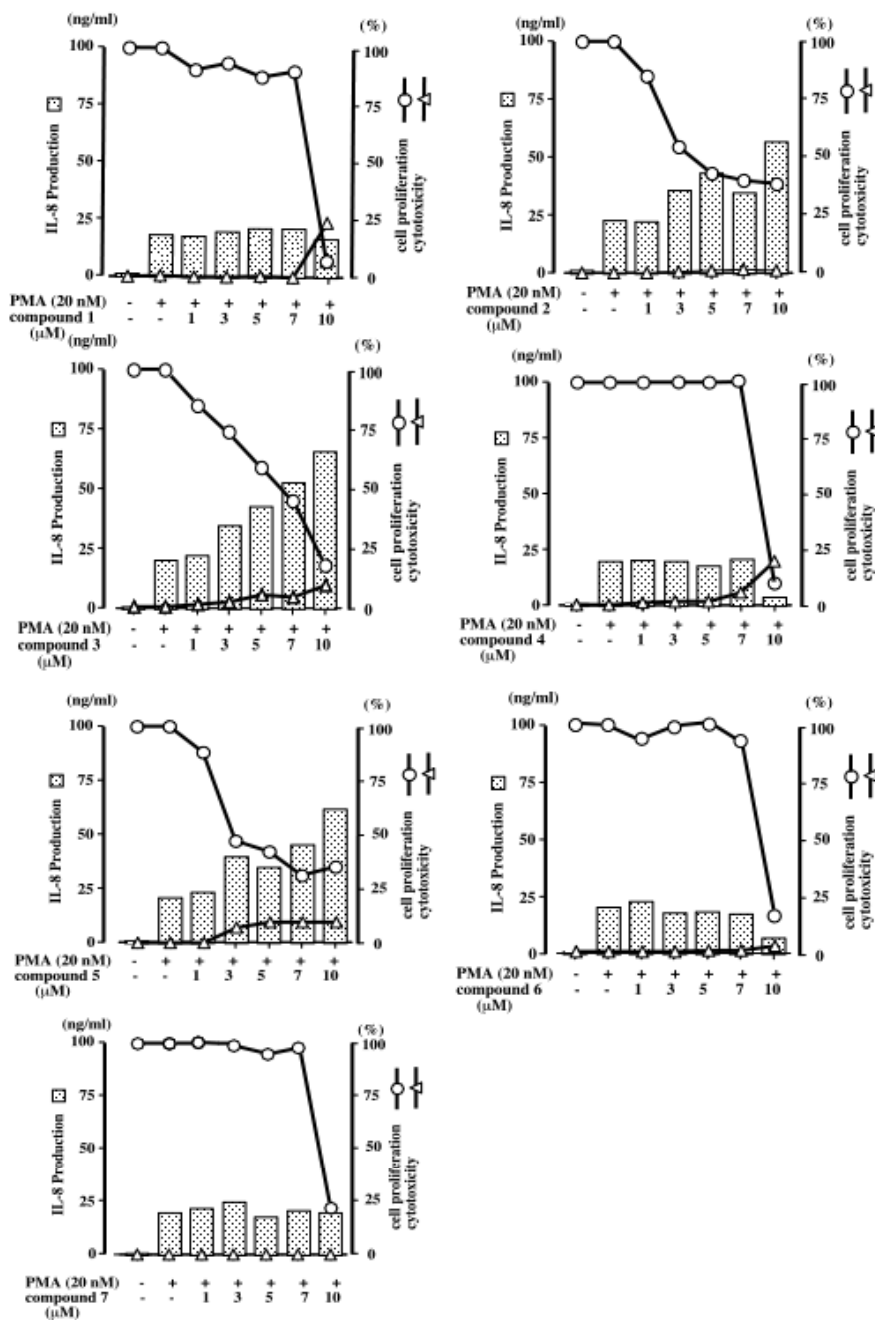 (ng/ml)
(%)
100
75
50
25
0
100
75
50
25
0
IL-8 Production
cell proliferation
cytotoxicity
PMA (20 nM) - + + + + + +
compound 1 - - 1 3 5 7 10
(μM)
(ng/ml)
(%)
100
75
50
25
0
100
75
50
25
0
IL-8 Production
cell proliferation
cytotoxicity
PMA (20 nM) - + + + + + +
compound 2 - - 1 3 5 7 10
(μM)
(ng/ml)
(%)
100
75
50
25
0
100
75
50
25
0
IL-8 Production
cell proliferation
cytotoxicity
PMA (20 nM) - + + + + + +
compound 3 - - 1 3 5 7 10
(μM)
(ng/ml)
(%)
100
75
50
25
0
100
75
50
25
0
IL-8 Production
cell proliferation
cytotoxicity
PMA (20 nM) - + + + + + +
compound 4 - - 1 3 5 7 10
(μM)
(ng/ml)
(%)
100
75
50
25
0
100
75
50
25
0
IL-8 Production
cell proliferation
cytotoxicity
PMA (20 nM) - + + + + + +
compound 5 - - 1 3 5 7 10
(μM)
(ng/ml)
(%)
100
75
50
25
0
100
75
50
25
0
IL-8 Production
cell proliferation
cytotoxicity
PMA (20 nM) - + + + + + +
compound 6 - - 1 3 5 7 10
(μM)
(ng/ml)
(%)
100
75
50
25
0
100
75
50
25
0
IL-8 Production
cell proliferation
cytotoxicity
PMA (20 nM) - + + + + + +
compound 7 - - 1 3 5 7 10
(μM)